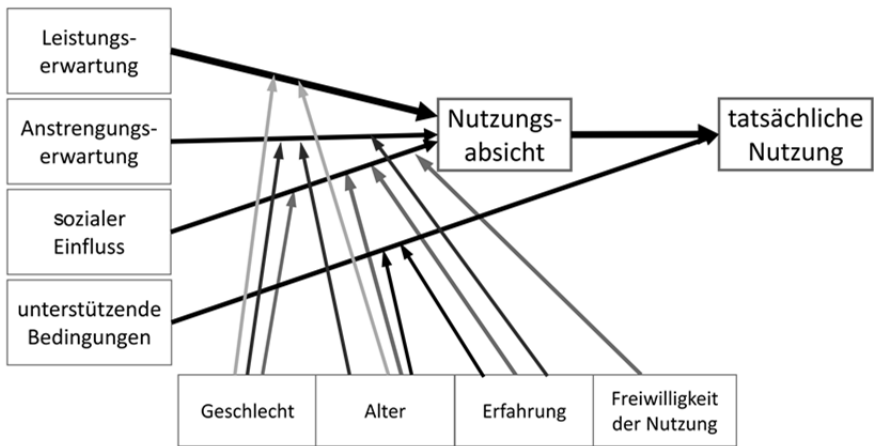 Leistungs-
erwartung
Anstrengungs-
erwartung
sozialer
Einfluss
unterstützende
Bedingungen
Nutzungs-
absicht
tatsächliche
Nutzung
Geschlecht
Alter
Erfahrung
Freiwilligkeit
der Nutzung